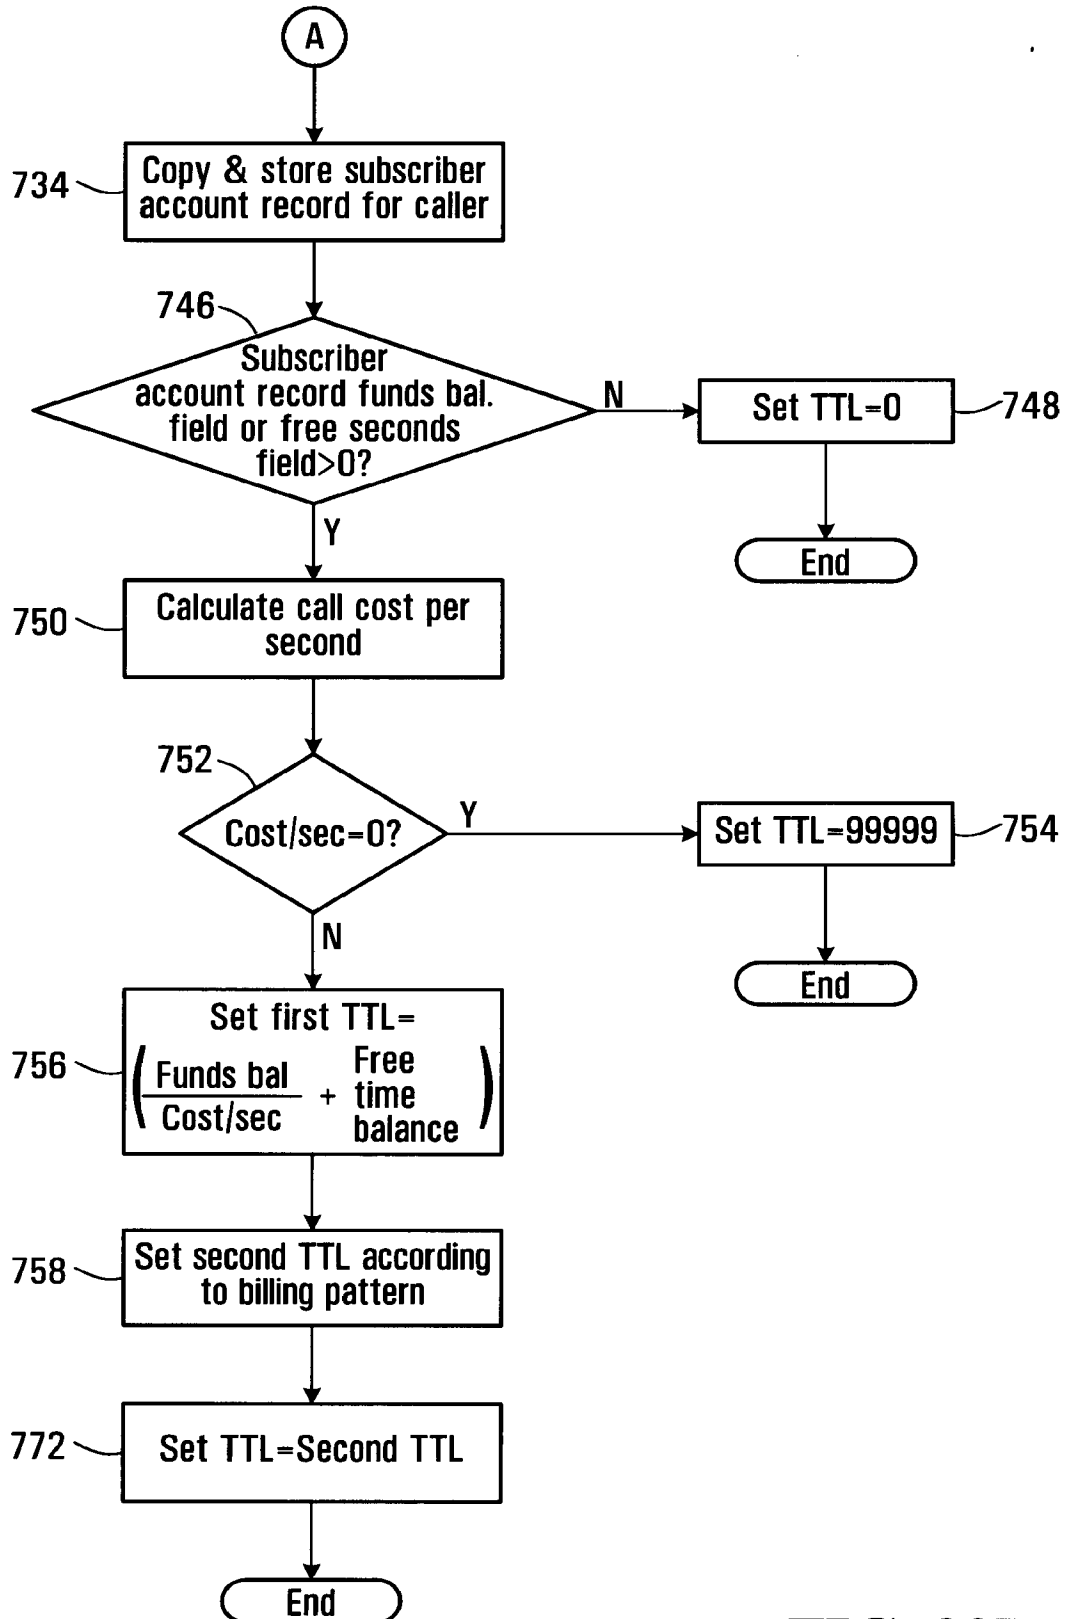 A
734
Copy & store subscriber
account record for caller
746
Subscriber
account record funds bal.
field or free seconds
field>0?
N
Set TTL=0
748
End
Y
750
Calculate call cost per
second
752
Cost/sec=0?
Y
Set TTL=99999
754
End
N
756
Set first TTL=
( Funds bal
Cost/sec
+
Free
time
balance )
758
Set second TTL according
to billing pattern
772
Set TTL=Second TTL
End